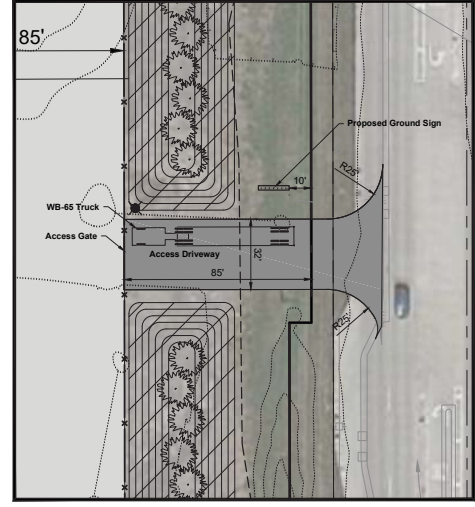 85'
Proposed Ground Sign
R25'
10'
WB-65 Truck
Access Gate
Access Driveway
32'
85'
R25'